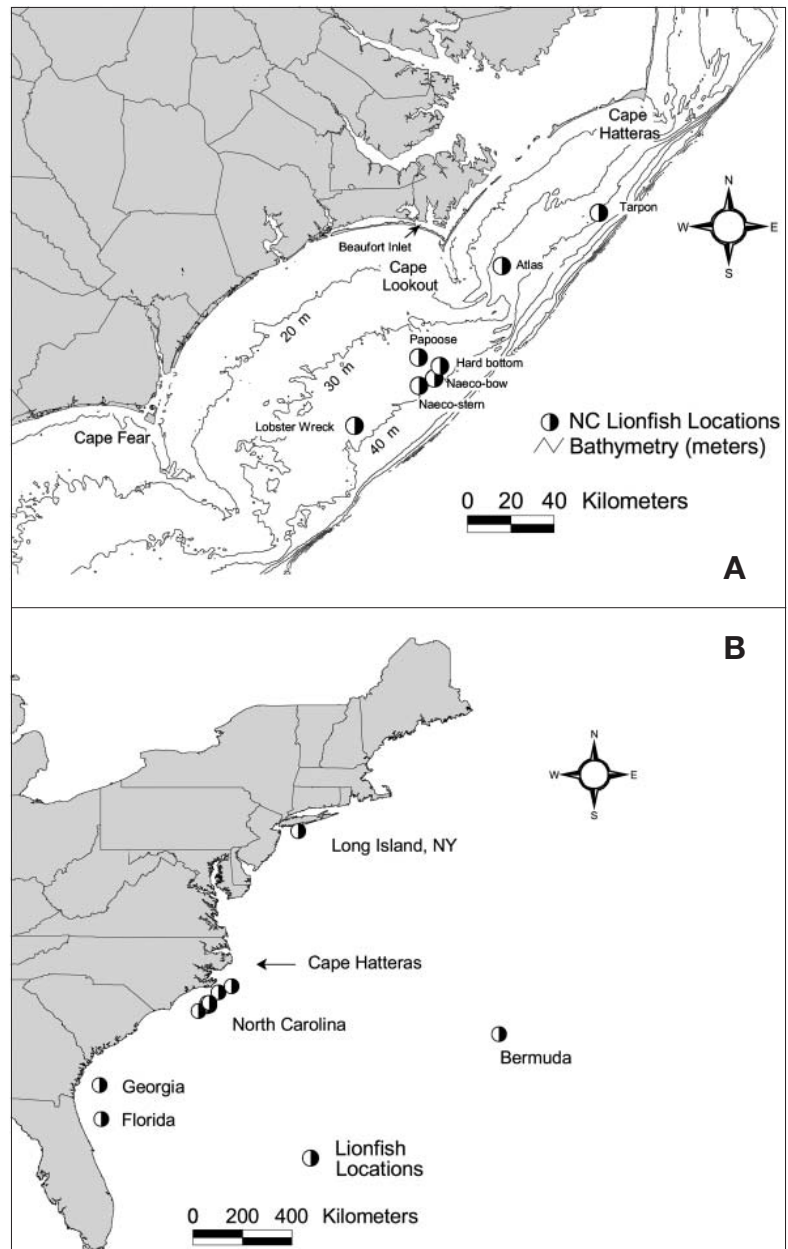 Cape
Hatteras
N
W E
S
Tarpon
Beaufort Inlet
Cape
Lookout
Atlas
20 m
Papoose
30 m
Hard bottom
Naeco-bow
Naeco-stern
Lobster Wreck
40 m
Cape Fear
NC Lionfish Locations
Bathymetry (meters)
0 20 40 Kilometers
A
B
N
W E
S
Long Island, NY
Cape Hatteras
North Carolina
Bermuda
Georgia
Florida
Lionfish
Locations
0 200 400 Kilometers